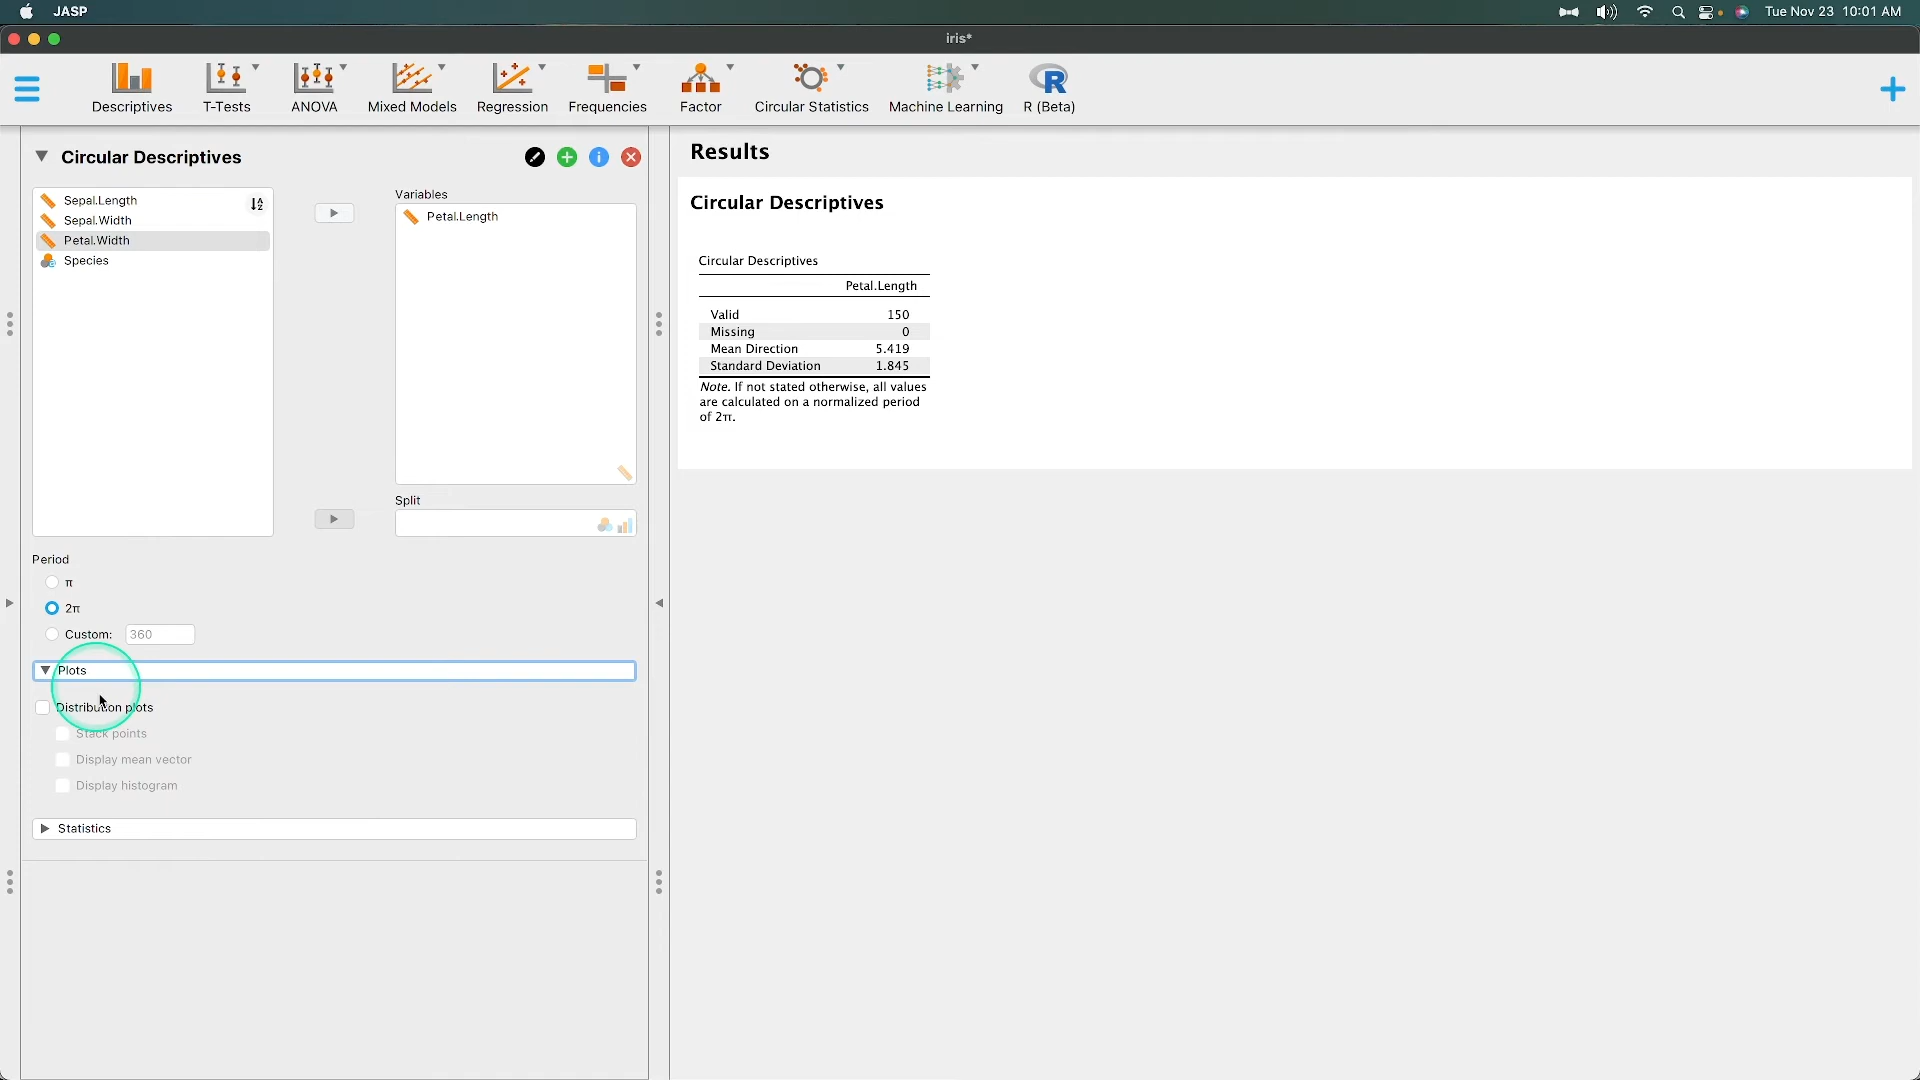 JASP
Tue Nov 23 10:01 AM
iris*
Descriptives
T-Tests
ANOVA
Mixed Models
Regression
Frequencies
Factor
Circular Statistics
Machine Learning
R (Beta)
Circular Descriptives
Sepal.Length
Sepal.Width
Petal.Width
Species
Variables
Petal.Length
Split
Period
π
2π
Custom: 360
Plots
Distribution plots
Stack points
Display mean vector
Display histogram
Statistics
Results
Circular Descriptives
Circular Descriptives
Petal.Length
Valid 150
Missing 0
Mean Direction 5.419
Standard Deviation 1.845
Note. If not stated otherwise, all values
are calculated on a normalized period
of 2π.